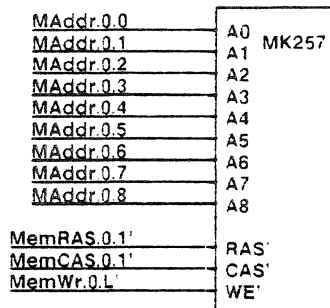 MAddr.0.0 A0
MAddr.0.1 A1 MK257
MAddr.0.2 A2
MAddr.0.3 A3
MAddr.0.4 A4
MAddr.0.5 A5
MAddr.0.6 A6
MAddr.0.7 A7
MAddr.0.8 A8
MemRAS.0.1' RAS'
MemCAS.0.1' CAS'
MemWr.0.L' WE'